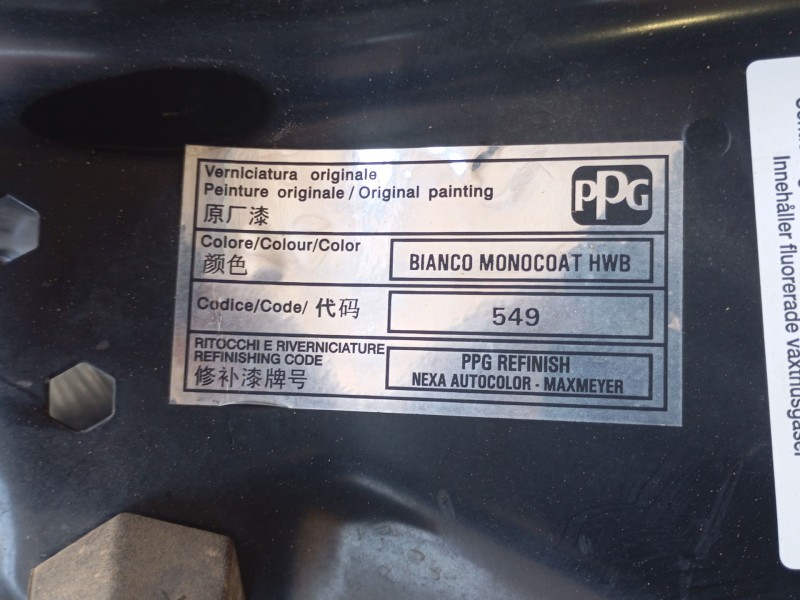 Verniciatura originale
Peinture originale / Original painting
原厂漆
PPG
Colore/Colour/Color
颜色
BIANCO MONOCOAT HWB
Codice/Code/ 代码
549
RITOCCHI E RIVERNICIATURE
REFINISHING CODE
修补漆牌号
PPG REFINISH
NEXA AUTOCOLOR - MAXMEYER
Innehåller fluorerade växthusgaser